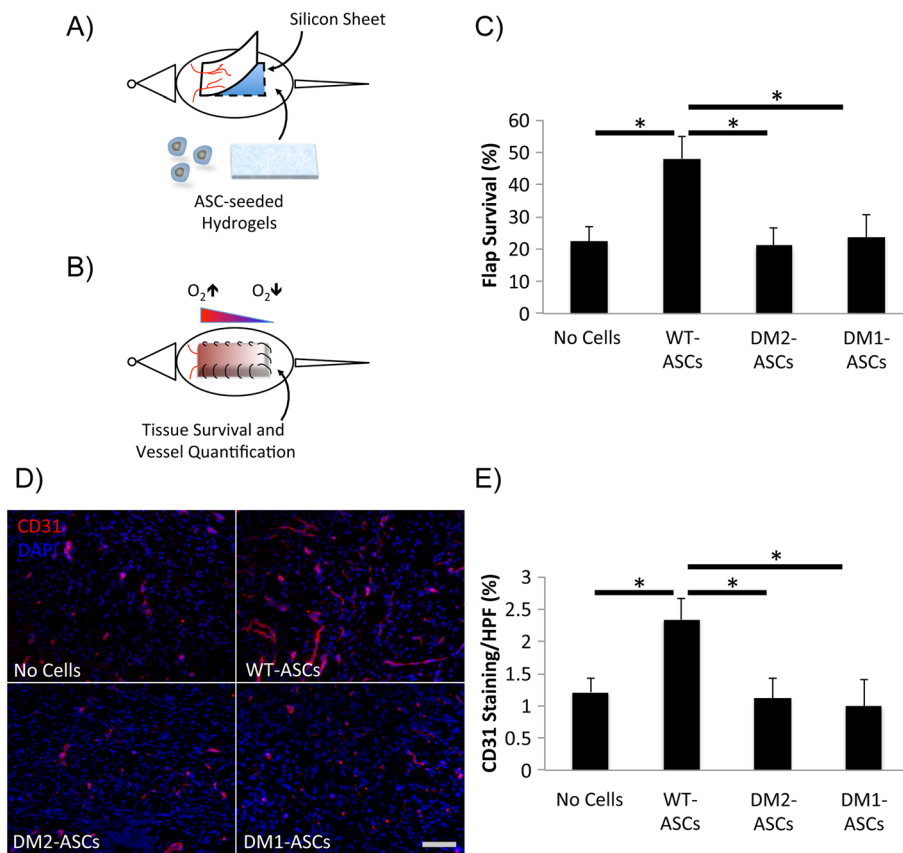 A)
Silicon Sheet
ASC-seeded
Hydrogels
B)
O2↑ O2↓
Tissue Survival and
Vessel Quantification
C)
Flap Survival (%)
60
50
40
30
20
10
0
* * *
No Cells WT-ASCs DM2-ASCs DM1-ASCs
D)
CD31
DAPI
No Cells
WT-ASCs
DM2-ASCs
DM1-ASCs
E)
CD31 Staining/HPF (%)
3
2.5
2
1.5
1
0.5
0
* * *
No Cells WT-ASCs DM2-ASCs DM1-ASCs